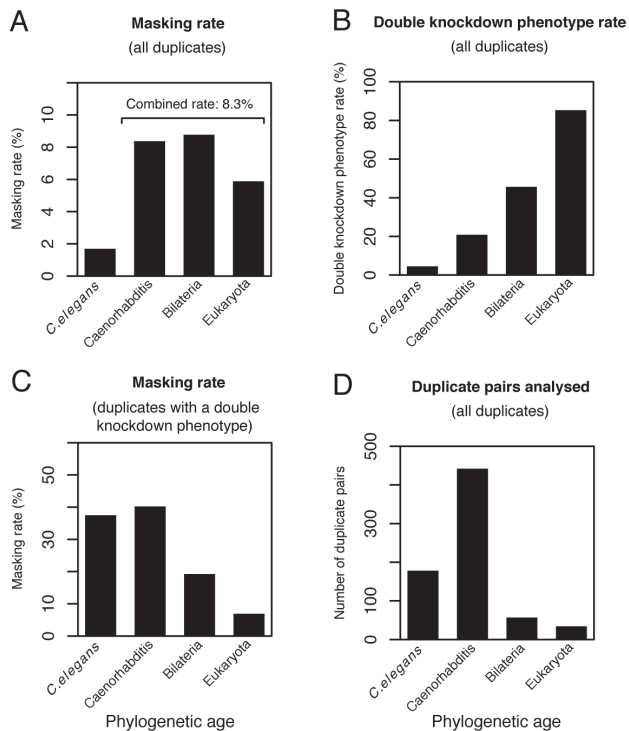 A
Masking rate
(all duplicates)
Combined rate: 8.3%
Masking rate (%)
0
2
4
6
8
10
C.elegans
Caenorhabditis
Bilateria
Eukaryota
B
Double knockdown phenotype rate
(all duplicates)
Double knockdown phenotype rate (%)
0
20
40
60
80
100
C.elegans
Caenorhabditis
Bilateria
Eukaryota
C
Masking rate
(duplicates with a double
knockdown phenotype)
Masking rate (%)
0
10
30
50
C.elegans
Caenorhabditis
Bilateria
Eukaryota
Phylogenetic age
D
Duplicate pairs analysed
(all duplicates)
Number of duplicate pairs
0
100
300
500
C.elegans
Caenorhabditis
Bilateria
Eukaryota
Phylogenetic age